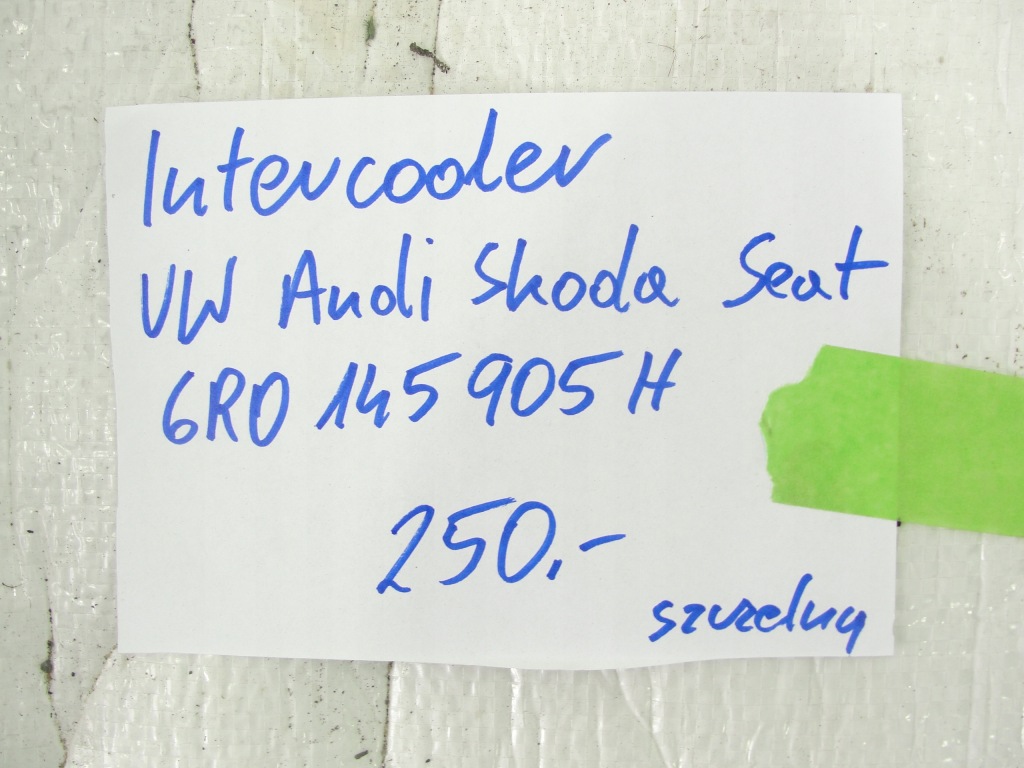 Intercooler
VW Audi Skoda Seat
6R0 145 905 H
250,-
szczelny